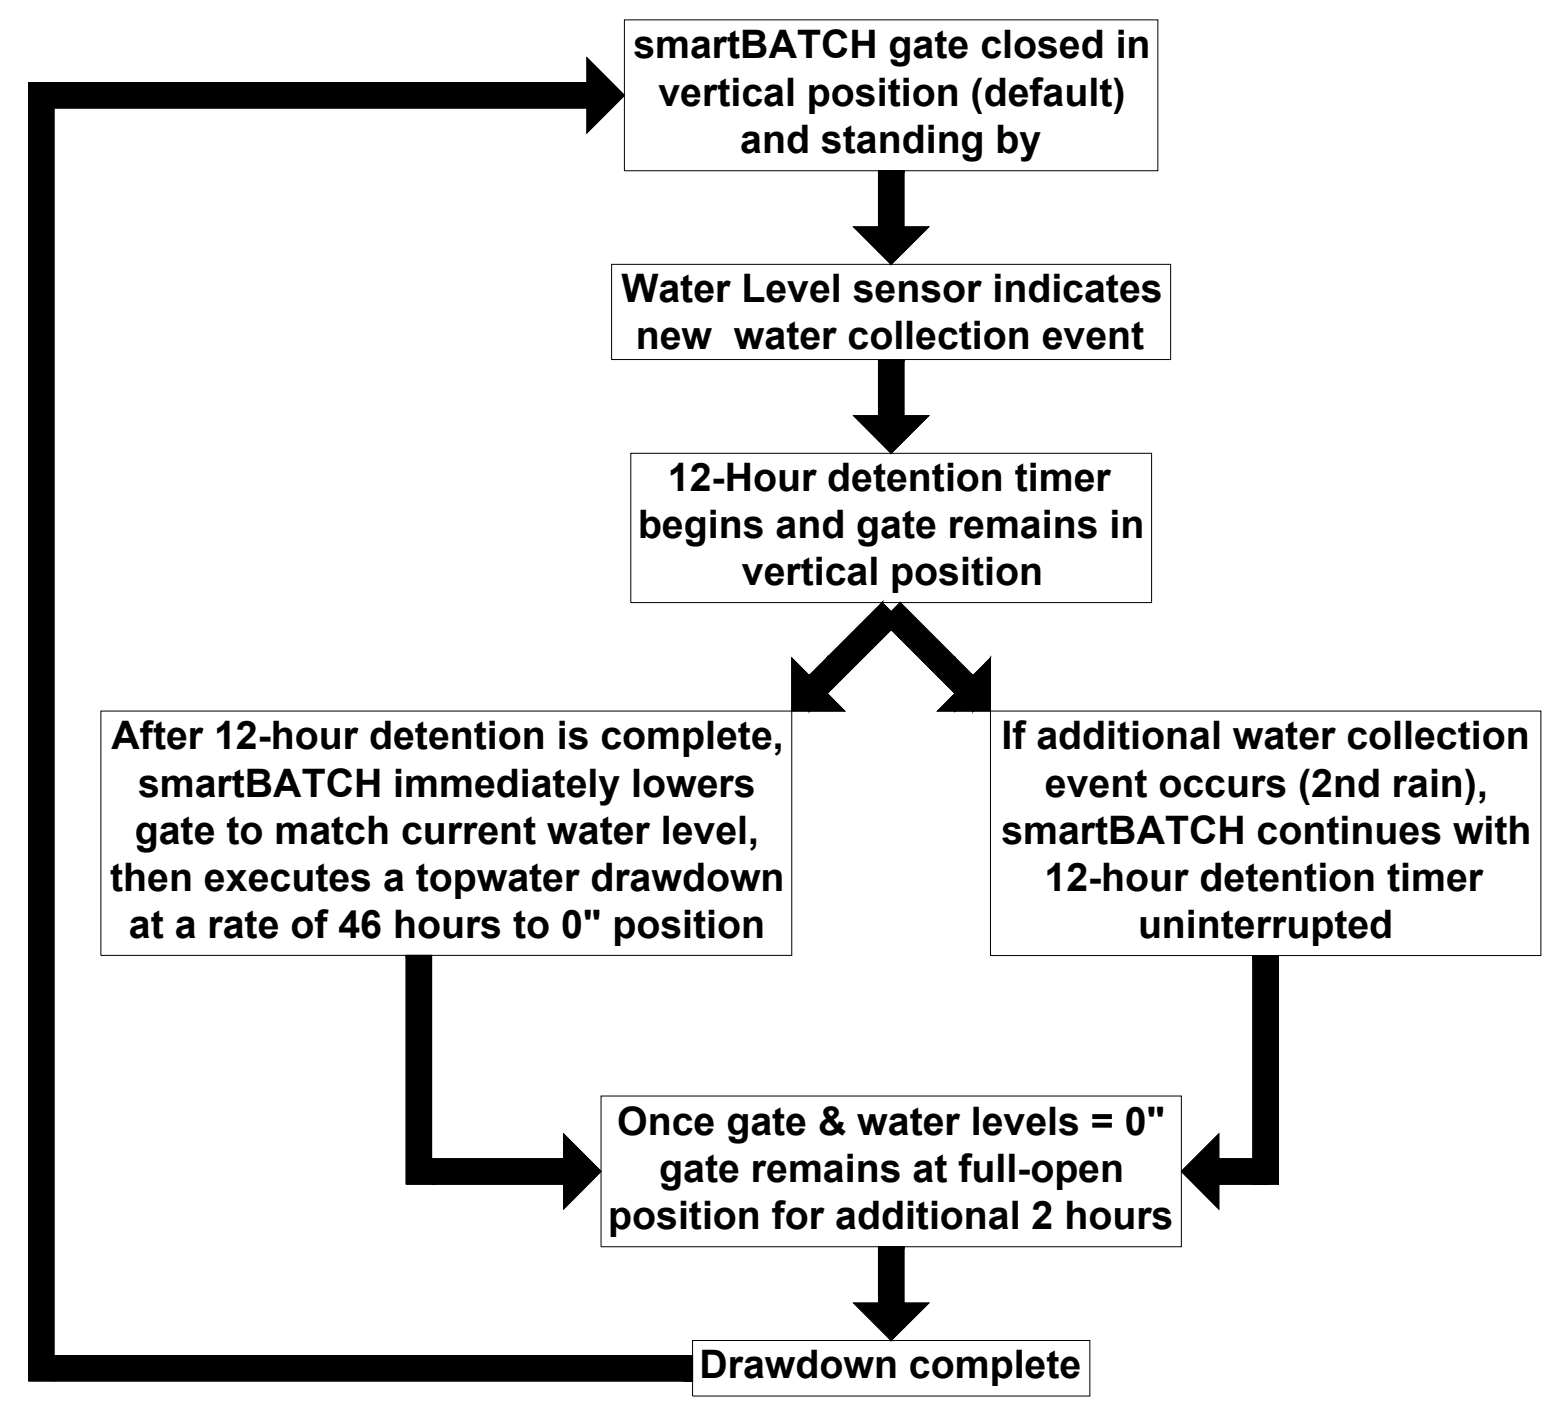 smartBATCH gate closed in
vertical position (default)
and standing by
Water Level sensor indicates
new  water collection event
12-Hour detention timer
begins and gate remains in
vertical position
After 12-hour detention is complete,
smartBATCH immediately lowers
gate to match current water level,
then executes a topwater drawdown
at a rate of 46 hours to 0" position
If additional water collection
event occurs (2nd rain),
smartBATCH continues with
12-hour detention timer
uninterrupted
Once gate & water levels = 0"
gate remains at full-open
position for additional 2 hours
Drawdown complete